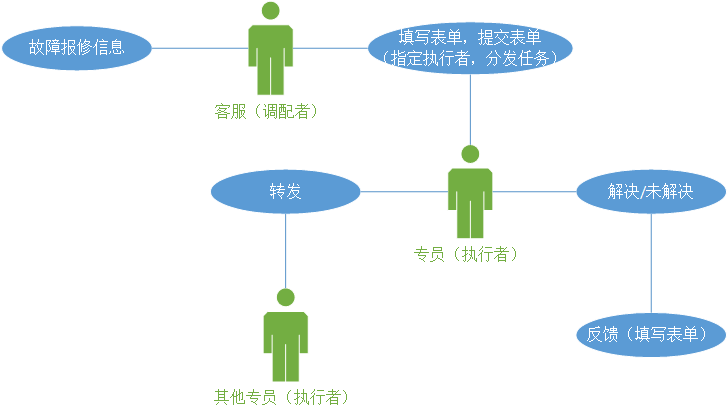 故障报修信息
填写表单，提交表单
（指定执行者，分发任务）
客服（调配者）
转发
解决/未解决
专员（执行者）
反馈（填写表单）
其他专员（执行者）